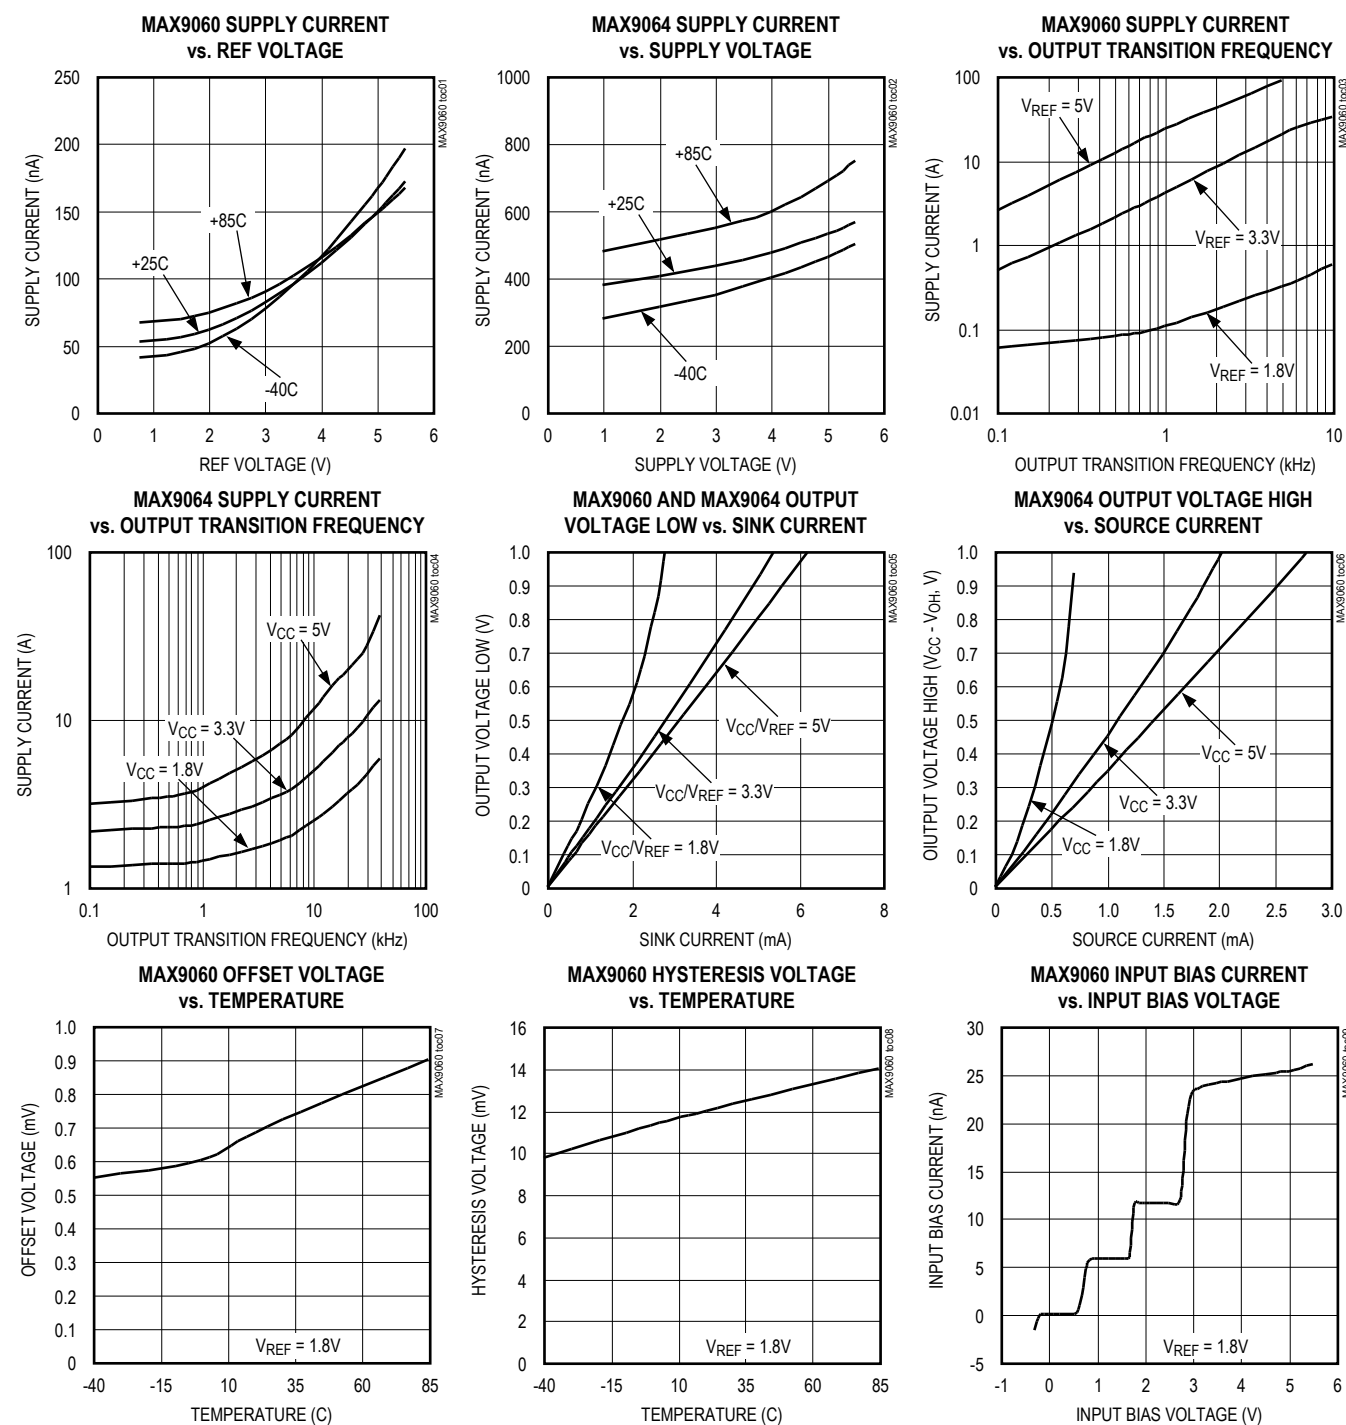 MAX9060 SUPPLY CURRENT
vs. REF VOLTAGE
250
200
150
100
50
0
SUPPLY CURRENT (nA)
+85C
+25C
-40C
0 1 2 3 4 5 6
REF VOLTAGE (V)
MAX9060 toc01
MAX9064 SUPPLY CURRENT
vs. SUPPLY VOLTAGE
1000
800
600
400
200
0
SUPPLY CURRENT (nA)
+85C
+25C
-40C
0 1 2 3 4 5 6
SUPPLY VOLTAGE (V)
MAX9060 toc02
MAX9060 SUPPLY CURRENT
vs. OUTPUT TRANSITION FREQUENCY
100
10
1
0.1
0.01
SUPPLY CURRENT (A)
VREF = 5V
VREF = 3.3V
VREF = 1.8V
0.1 1 10
OUTPUT TRANSITION FREQUENCY (kHz)
MAX9060 toc03
MAX9064 SUPPLY CURRENT
vs. OUTPUT TRANSITION FREQUENCY
100
10
1
SUPPLY CURRENT (A)
VCC = 5V
VCC = 3.3V
VCC = 1.8V
0.1 1 10 100
OUTPUT TRANSITION FREQUENCY (kHz)
MAX9060 toc04
MAX9060 AND MAX9064 OUTPUT
VOLTAGE LOW vs. SINK CURRENT
1.0
0.9
0.8
0.7
0.6
0.5
0.4
0.3
0.2
0.1
0
OUTPUT VOLTAGE LOW (V)
VCC/VREF = 5V
VCC/VREF = 3.3V
VCC/VREF = 1.8V
0 2 4 6 8
SINK CURRENT (mA)
MAX9060 toc05
MAX9064 OUTPUT VOLTAGE HIGH
vs. SOURCE CURRENT
1.0
0.9
0.8
0.7
0.6
0.5
0.4
0.3
0.2
0.1
0
OIUTPUT VOLTAGE HIGH (VCC - VOH, V)
VCC = 5V
VCC = 3.3V
VCC = 1.8V
0 0.5 1.0 1.5 2.0 2.5 3.0
SOURCE CURRENT (mA)
MAX9060 toc06
MAX9060 OFFSET VOLTAGE
vs. TEMPERATURE
1.0
0.9
0.8
0.7
0.6
0.5
0.4
0.3
0.2
0.1
0
OFFSET VOLTAGE (mV)
VREF = 1.8V
-40 -15 10 35 60 85
TEMPERATURE (C)
MAX9060 toc07
MAX9060 HYSTERESIS VOLTAGE
vs. TEMPERATURE
16
14
12
10
8
6
4
2
0
HYSTERESIS VOLTAGE (mV)
VREF = 1.8V
-40 -15 10 35 60 85
TEMPERATURE (C)
MAX9060 toc08
MAX9060 INPUT BIAS CURRENT
vs. INPUT BIAS VOLTAGE
30
25
20
15
10
5
0
-5
INPUT BIAS CURRENT (nA)
VREF = 1.8V
-1 0 1 2 3 4 5 6
INPUT BIAS VOLTAGE (V)